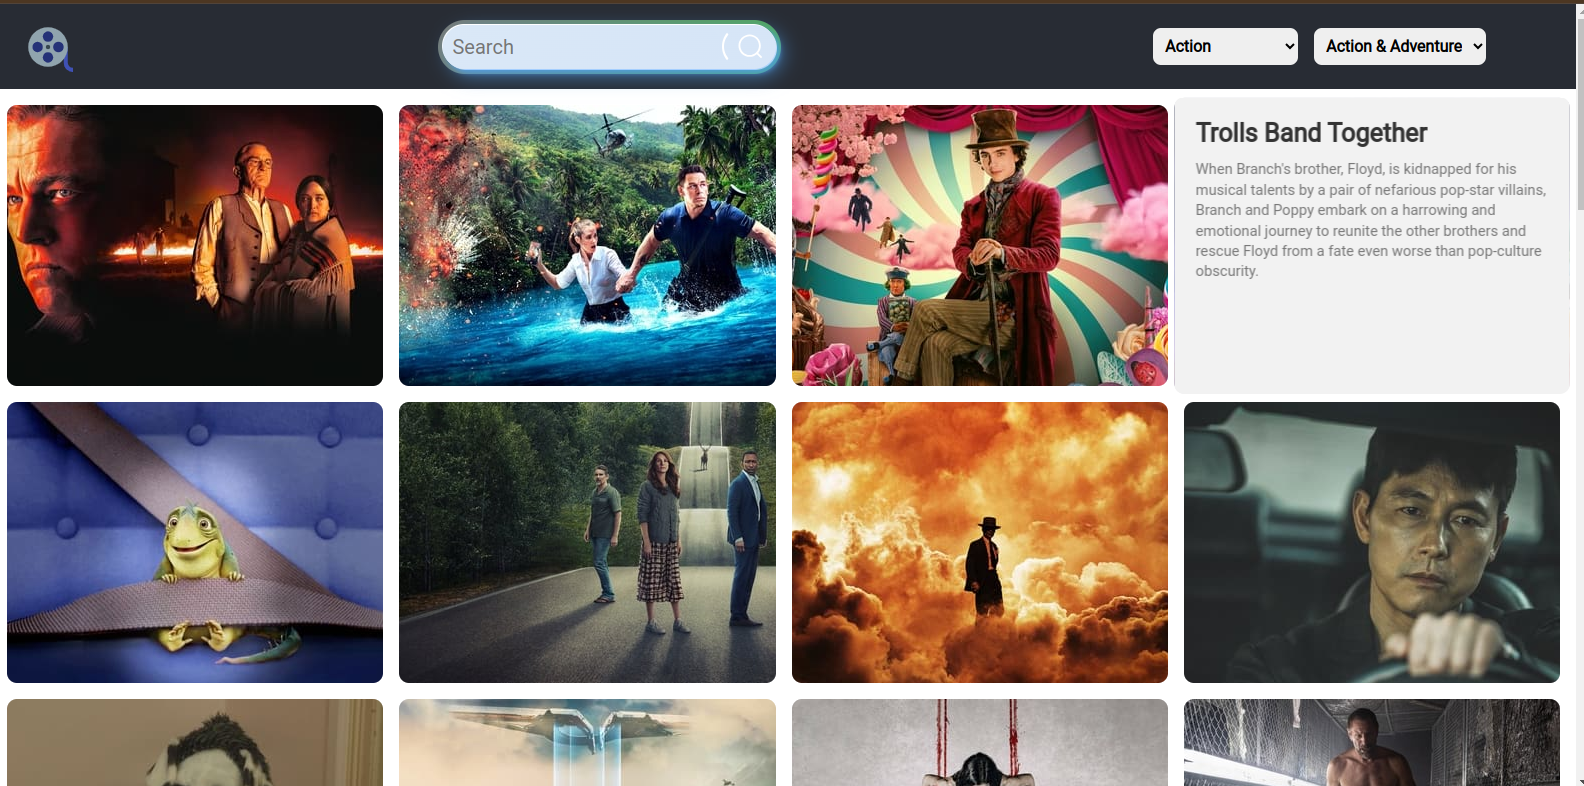 Search
Action
Action & Adventure
Trolls Band Together
When Branch's brother, Floyd, is kidnapped for his
musical talents by a pair of nefarious pop-star villains,
Branch and Poppy embark on a harrowing and
emotional journey to reunite the other brothers and
rescue Floyd from a fate even worse than pop-culture
obscurity.